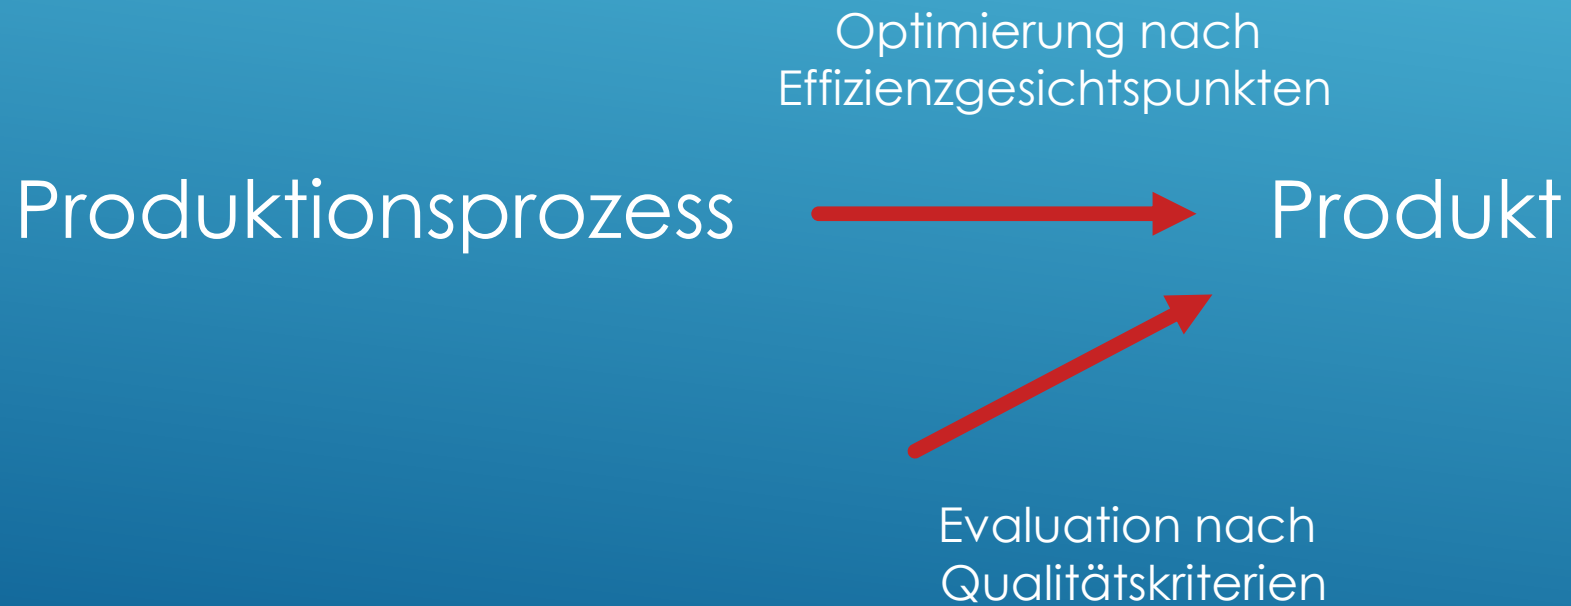 Optimierung nach
Effizienzgesichtspunkten
Produktionsprozess
Produkt
Evaluation nach
Qualitätskriterien